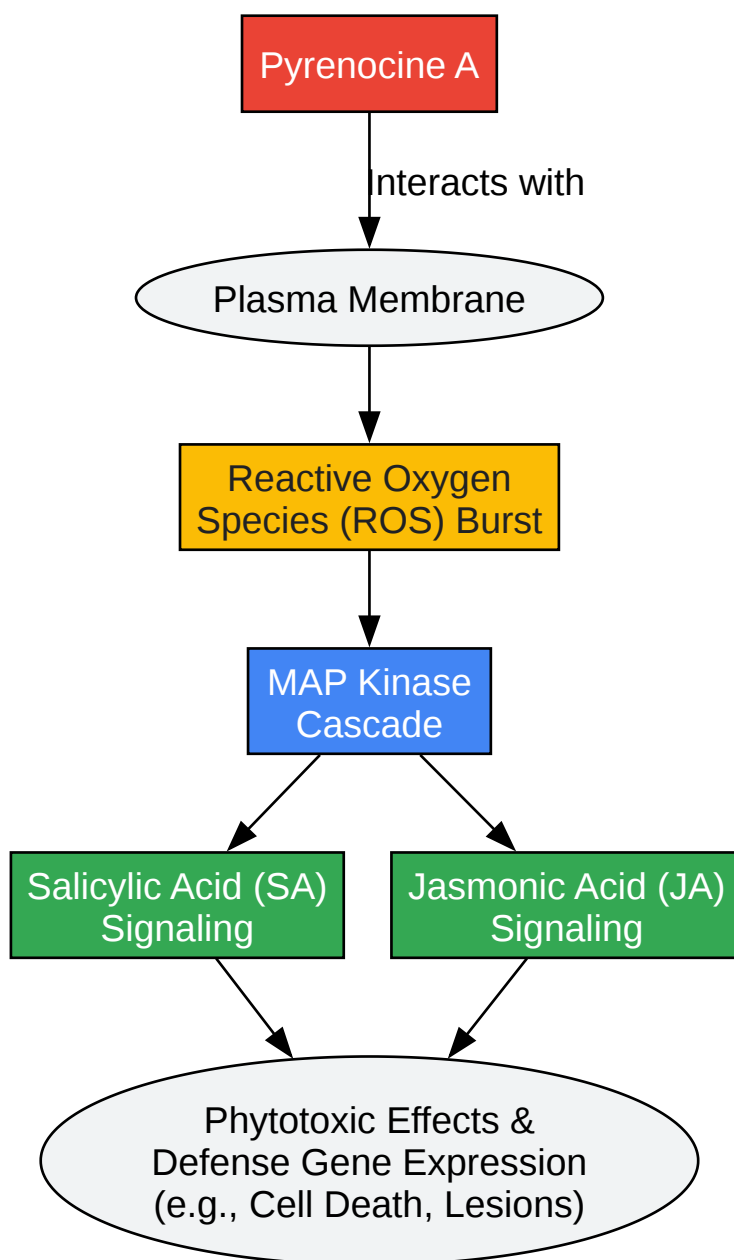 Pyrenocine A
Interacts with
Plasma Membrane
Reactive Oxygen
Species (ROS) Burst
MAP Kinase
Cascade
Salicylic Acid (SA)
Signaling
Jasmonic Acid (JA)
Signaling
Phytotoxic Effects &
Defense Gene Expression
(e.g., Cell Death, Lesions)